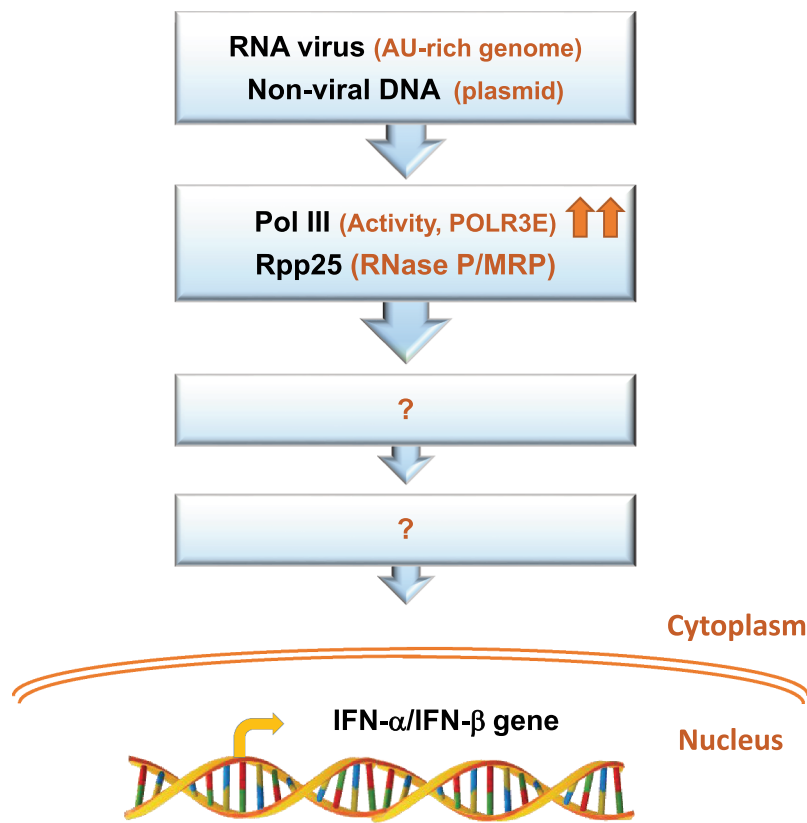 RNA virus (AU-rich genome)
Non-viral DNA (plasmid)
Pol III (Activity, POLR3E)
Rpp25 (RNase P/MRP)
?
?
Cytoplasm
IFN-α/IFN-β gene
Nucleus